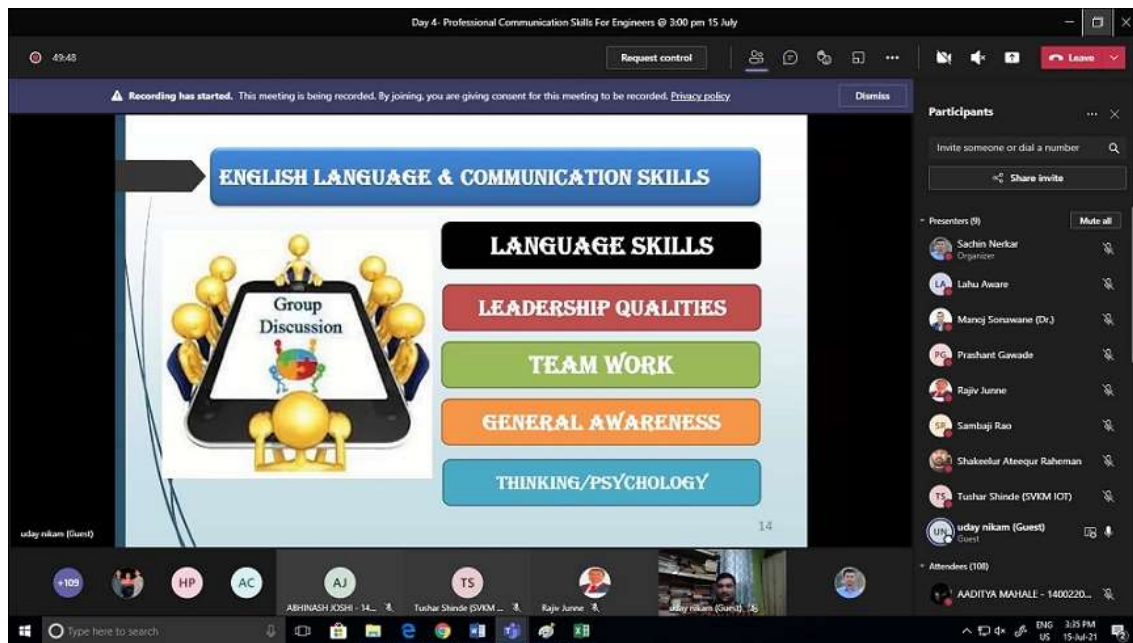 Day 4- Professional Communication Skills For Engineers @ 3:00 pm 15 July
49:48
Request control
Leave
Recording has started. This meeting is being recorded. By joining, you are giving consent for this meeting to be recorded. Privacy policy
Dismiss
ENGLISH LANGUAGE & COMMUNICATION SKILLS
Group
Discussion
LANGUAGE SKILLS
LEADERSHIP QUALITIES
TEAM WORK
GENERAL AWARENESS
THINKING/PSYCHOLOGY
14
uday nikam (Guest)
Participants
Invite someone or dial a number
Share invite
Presenters (9)
Mute all
Sachin Nerkar
Organizer
LA
Lahu Aware
Manoj Sonawane (Dr.)
PG
Prashant Gawade
Rajiv Junne
SR
Sambaji Rao
Shakeelur Ateequr Raheman
TS
Tushar Shinde (SVKM IOT)
UN
uday nikam (Guest)
Guest
Attendees (108)
AADITYA MAHALE - 1400220...
+109
HP
AC
AJ
ABHINASH JOSHI - 14...
TS
Tushar Shinde (SVKM ...
Rajiv Junne
uday nikam (Guest)
Type here to search
ENG
US
3:35 PM
15-Jul-21